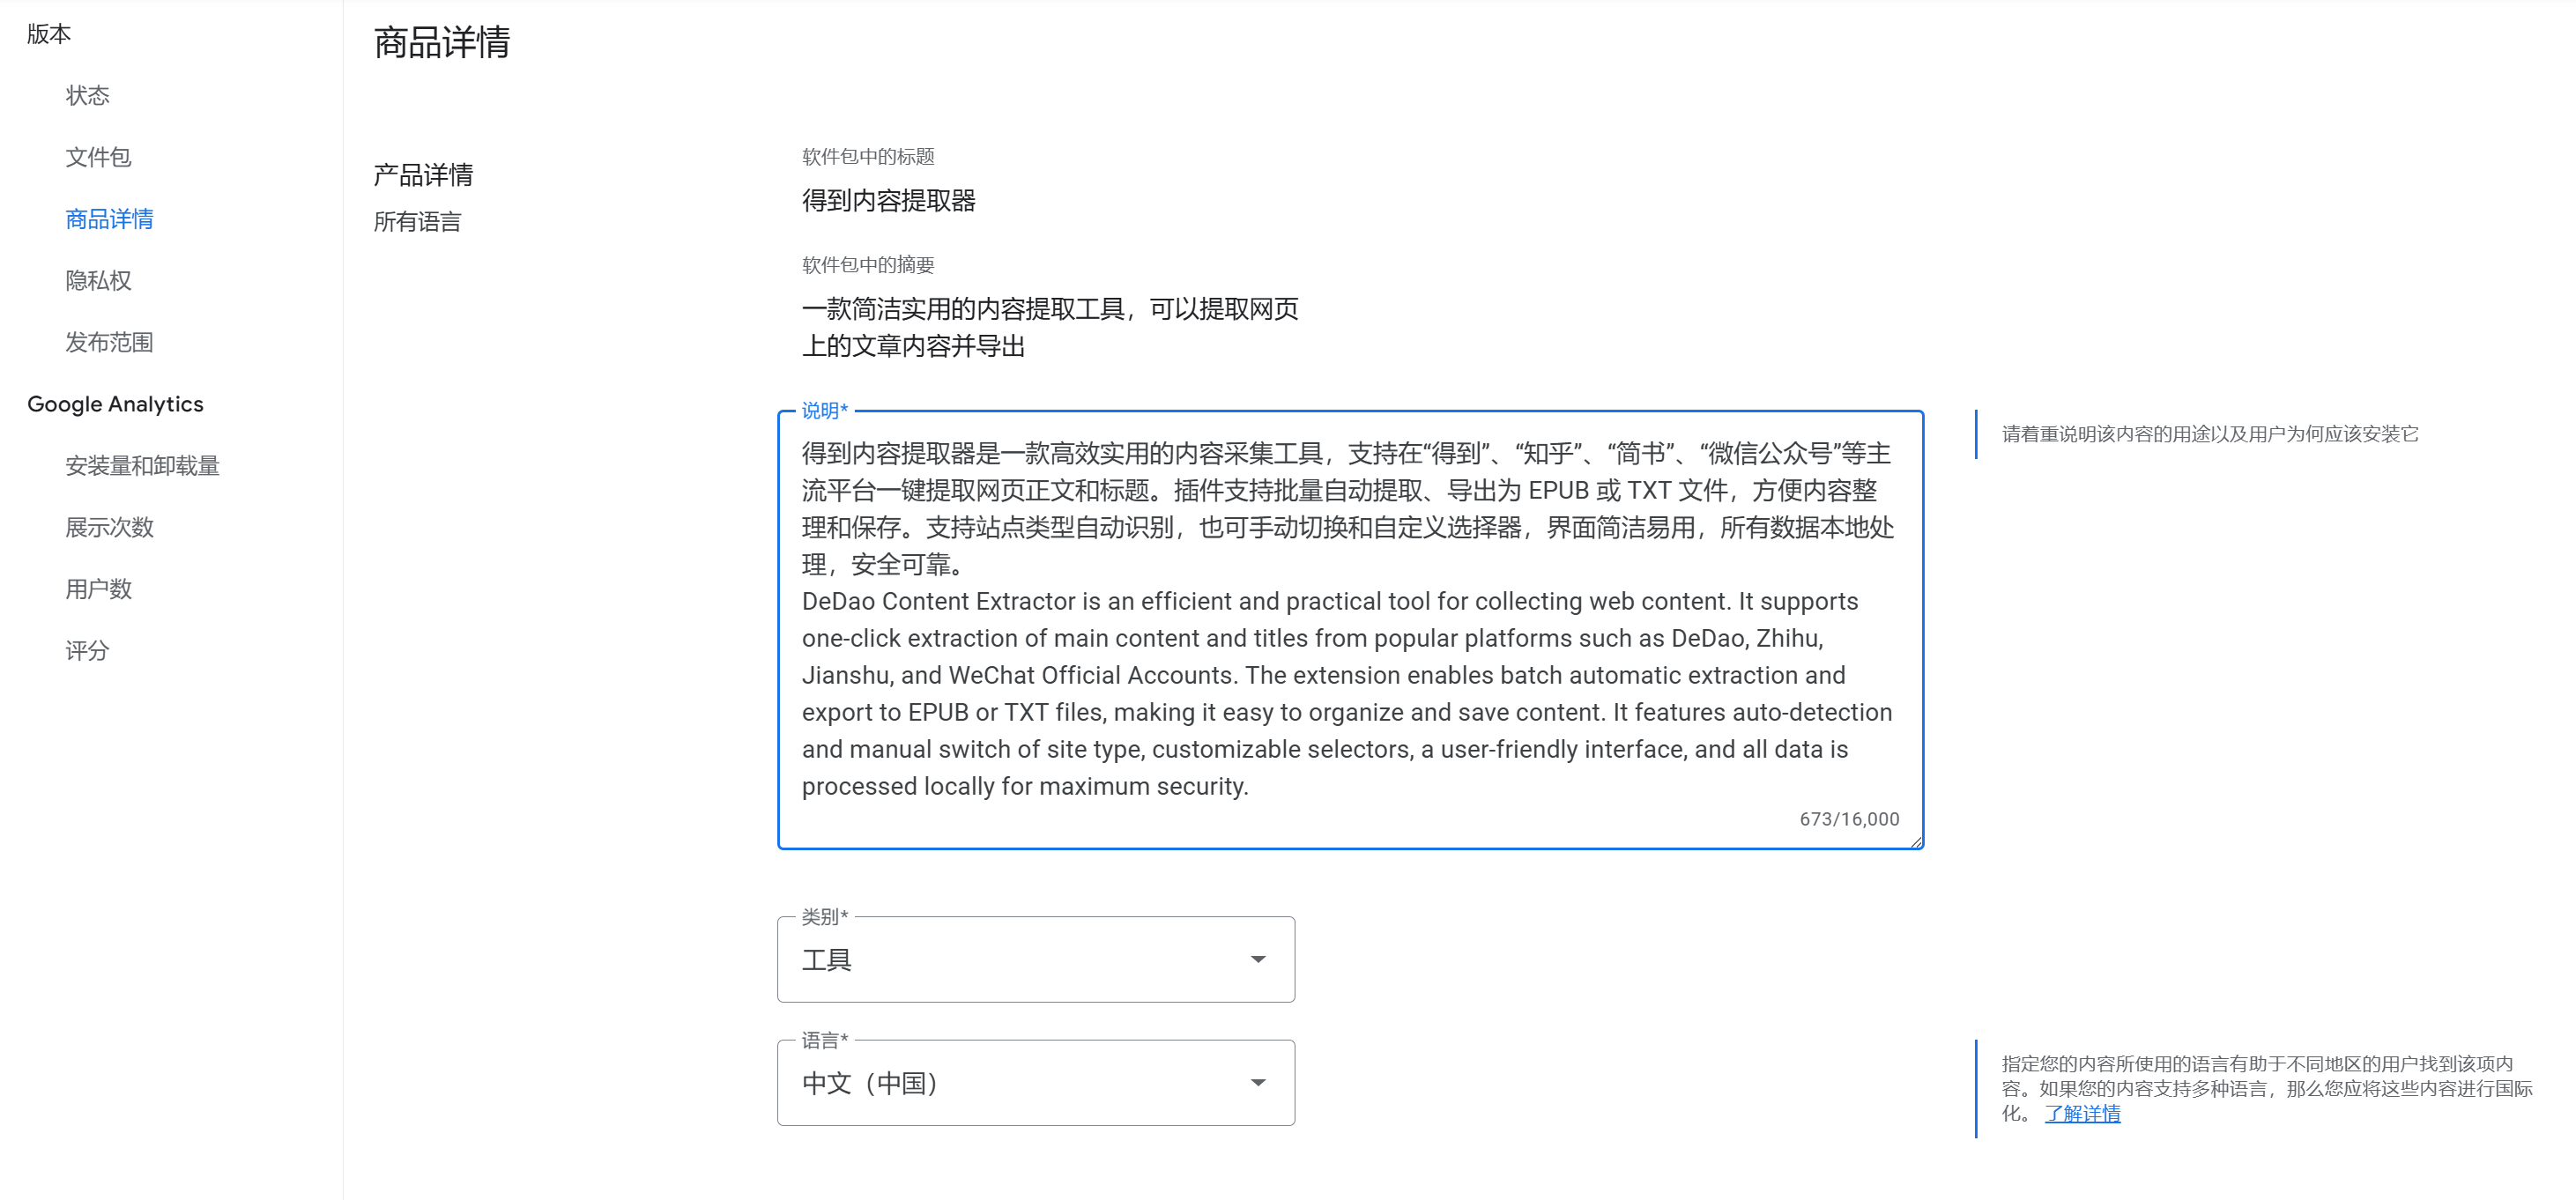 版本
状态
文件包
商品详情
隐私权
发布范围
Google Analytics
安装量和卸载量
展示次数
用户数
评分
商品详情
产品详情
所有语言
软件包中的标题
得到内容提取器
软件包中的摘要
一款简洁实用的内容提取工具，可以提取网页
上的文章内容并导出
说明*
得到内容提取器是一款高效实用的内容采集工具，支持在“得到”、“知乎”、“简书”、“微信公众号”等主
流平台一键提取网页正文和标题。插件支持批量自动提取、导出为 EPUB 或 TXT 文件，方便内容整
理和保存。支持站点类型自动识别，也可手动切换和自定义选择器，界面简洁易用，所有数据本地处
理，安全可靠。
DeDao Content Extractor is an efficient and practical tool for collecting web content. It supports
one-click extraction of main content and titles from popular platforms such as DeDao, Zhihu,
Jianshu, and WeChat Official Accounts. The extension enables batch automatic extraction and
export to EPUB or TXT files, making it easy to organize and save content. It features auto-detection
and manual switch of site type, customizable selectors, a user-friendly interface, and all data is
processed locally for maximum security.
673/16,000
请着重说明该内容的用途以及用户为何应该安装它
类别*
工具
语言*
中文（中国）
指定您的内容所使用的语言有助于不同地区的用户找到该项内
容。如果您的内容支持多种语言，那么您应将这些内容进行国际
化。 了解详情